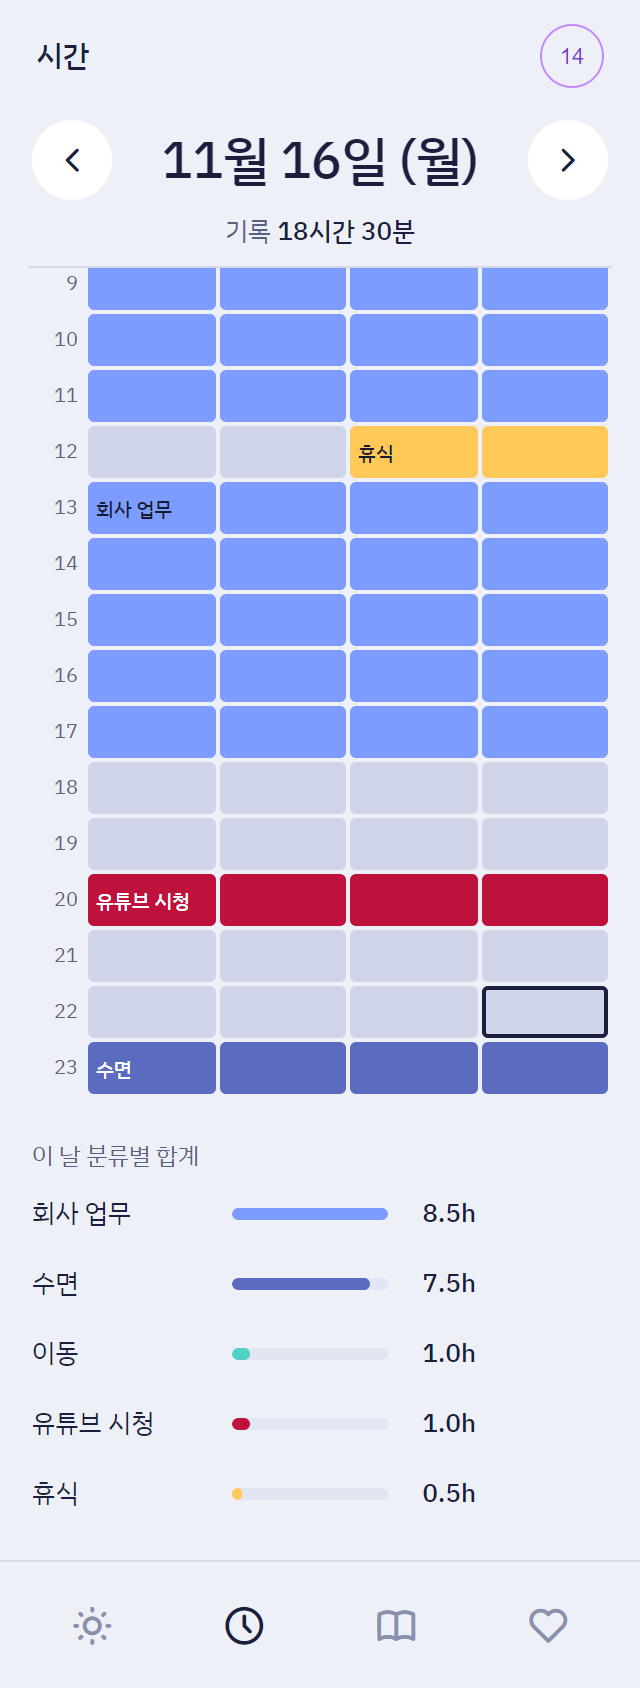 시간
14
11월 16일 (월)
기록 18시간 30분
9
10
11
12 휴식
13 회사 업무
14
15
16
17
18
19
20 유튜브 시청
21
22
23 수면
이 날 분류별 합계
회사 업무 8.5h
수면 7.5h
이동 1.0h
유튜브 시청 1.0h
휴식 0.5h